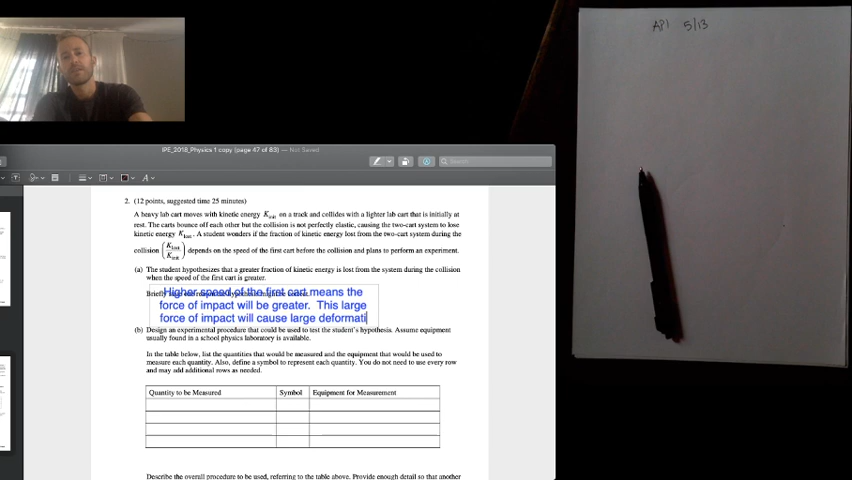 API 5/13
IPE_2018_Physics 1 copy (page 47 of 83) — Not Saved
Search
2. (12 points, suggested time 25 minutes)
A heavy lab cart moves with kinetic energy Kinit on a track and collides with a lighter lab cart that is initially at
rest. The carts bounce off each other but the collision is not perfectly elastic, causing the two-cart system to lose
kinetic energy Klost. A student wonders if the fraction of kinetic energy lost from the two-cart system during the
collision (Klost/Kinit) depends on the speed of the first cart before the collision and plans to perform an experiment.
(a) The student hypothesizes that a greater fraction of kinetic energy is lost from the system during the collision
when the speed of the first cart is greater.
Briefly
Higher speed of the first cart means the
force of impact will be greater. This large
force of impact will cause large deformati
(b) Design an experimental procedure that could be used to test the student's hypothesis. Assume equipment
usually found in a school physics laboratory is available.
In the table below, list the quantities that would be measured and the equipment that would be used to
measure each quantity. Also, define a symbol to represent each quantity. You do not need to use every row
and may add additional rows as needed.
Quantity to be Measured Symbol Equipment for Measurement
Describe the overall procedure to be used, referring to the table above. Provide enough detail so that another